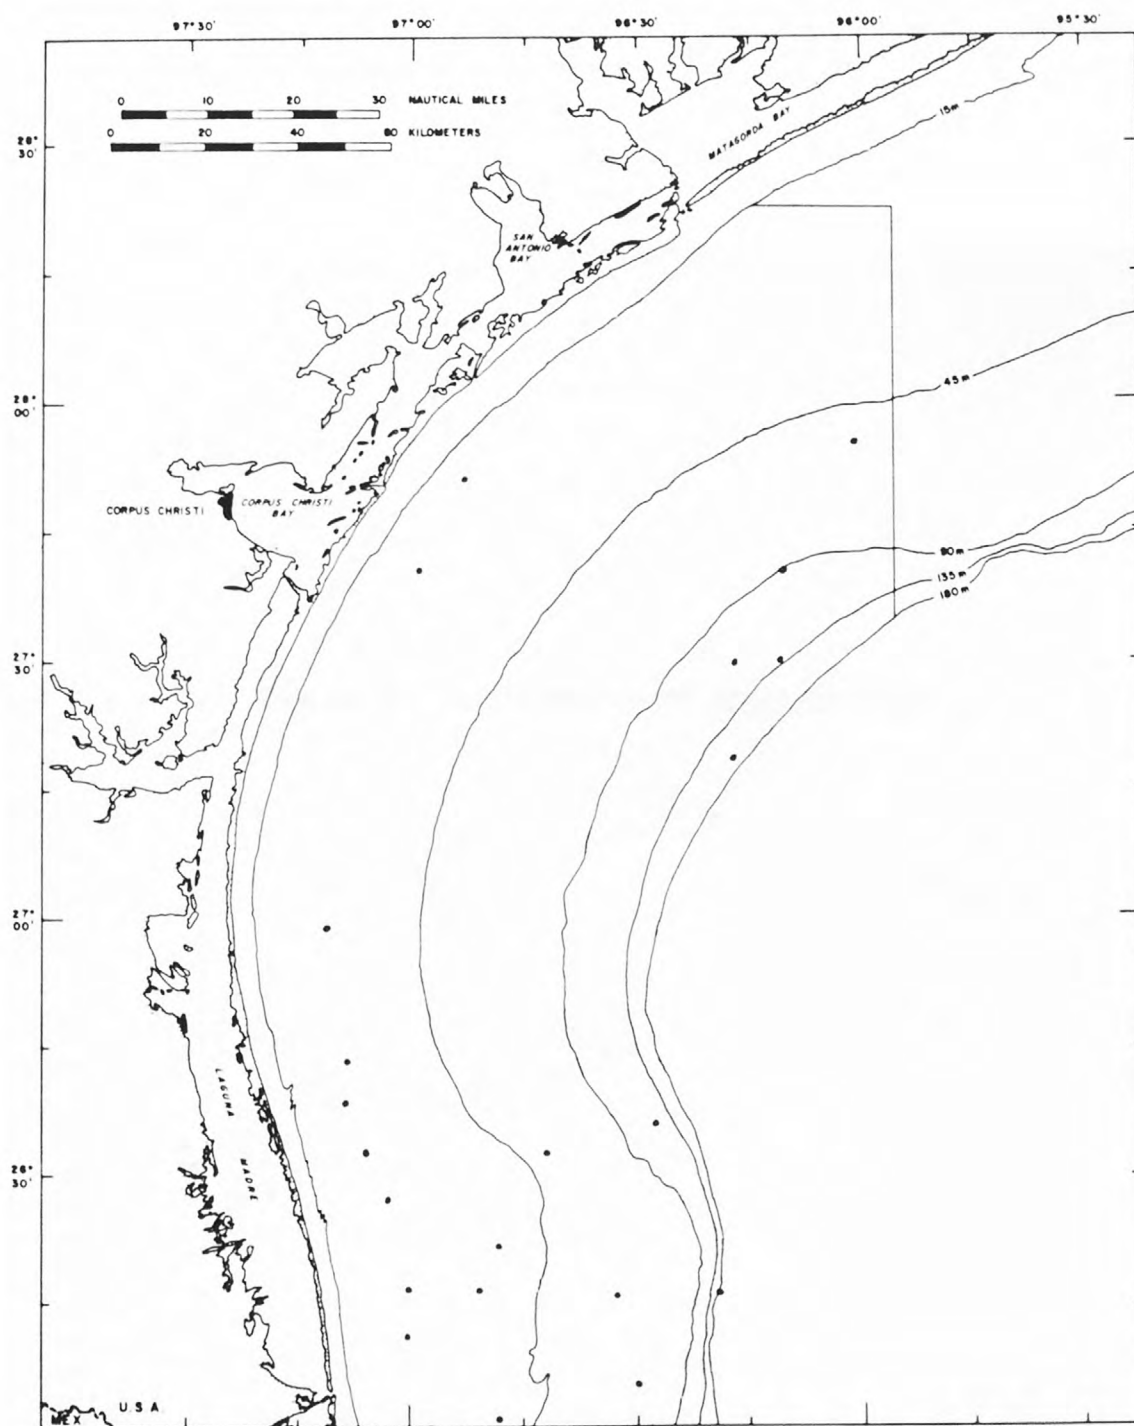 97°30' 97°00' 96°30' 96°00' 95°30'
0 10 20 30 NAUTICAL MILES
0 20 40 60 KILOMETERS
28°
30'
MATAGORDA BAY
15m
SAN
ANTONIO
BAY
45m
28°
00'
CORPUS CHRISTI
CORPUS CHRISTI
BAY
90m
135m
180m
27°
30'
27°
00'
LAGUNA
MADRE
26°
30'
U.S.A.
MEX.